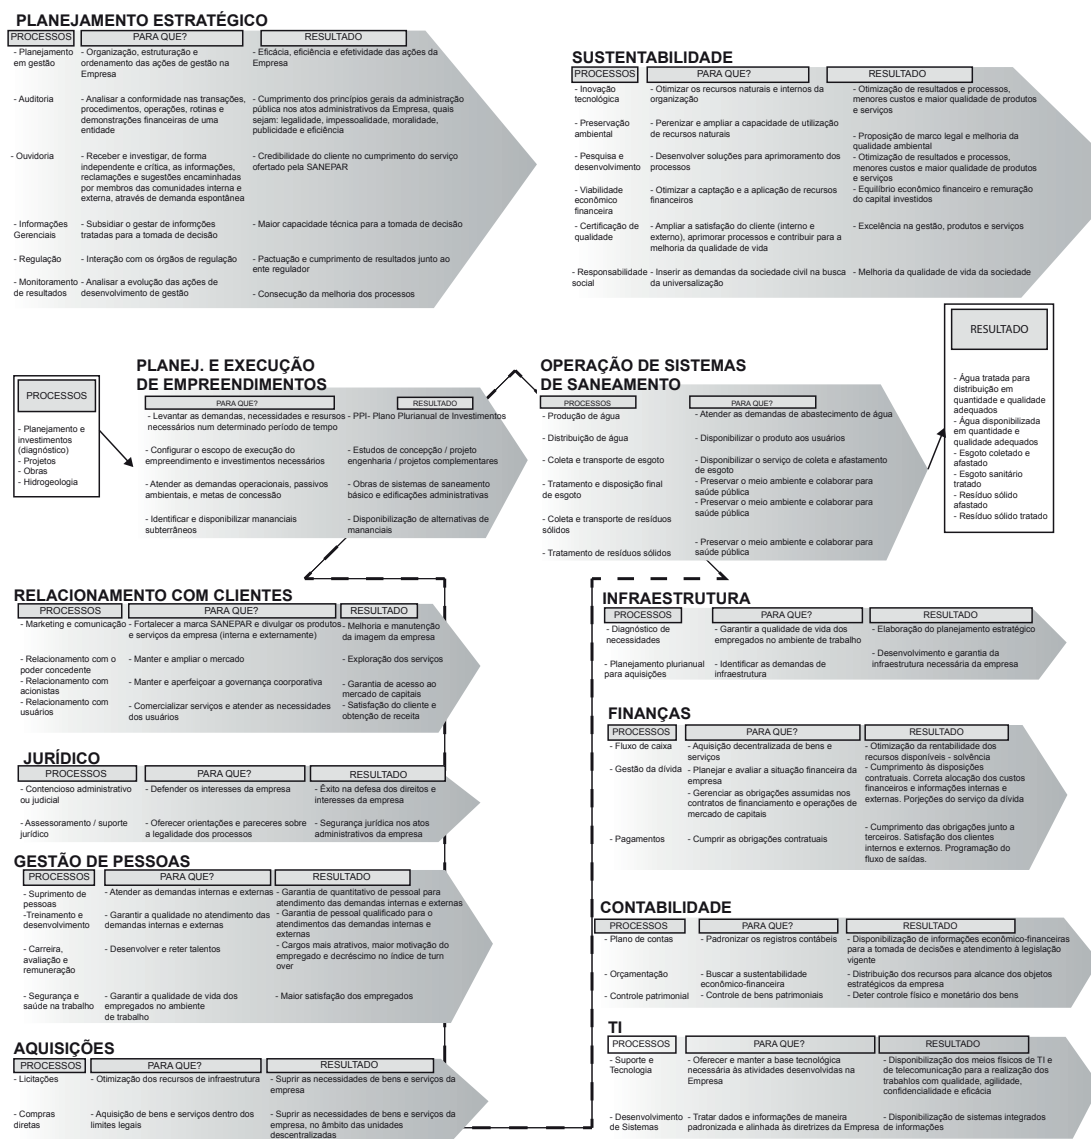 PLANEJAMENTO ESTRATÉGICO
PROCESSOS
PARA QUE?
RESULTADO
- Planejamento
em gestão
- Organização, estruturação e
ordenamento das ações de gestão na
Empresa
- Eficácia, eficiência e efetividade das ações da
Empresa
- Auditoria
- Analisar a conformidade nas transações,
procedimentos, operações, rotinas e
demonstrações financeiras de uma
entidade
- Cumprimento dos princípios gerais da administração
pública nos atos administrativos da Empresa, quais
sejam: legalidade, impessoalidade, moralidade,
publicidade e eficiência
- Ouvidoria
- Receber e investigar, de forma
independente e crítica, as informações,
reclamações e sugestões encaminhadas
por membros das comunidades interna e
externa, através de demanda espontânea
- Credibilidade do cliente no cumprimento do serviço
ofertado pela SANEPAR
- Informações
Gerenciais
- Subsidiar o gestar de informções
tratadas para a tomada de decisão
- Maior capacidade técnica para a tomada de decisão
- Regulação
- Interação com os órgãos de regulação
- Pactuação e cumprimento de resultados junto ao
ente regulador
- Monitoramento
de resultados
- Analisar a evolução das ações de
desenvolvimento de gestão
- Consecução da melhoria dos processos
SUSTENTABILIDADE
PROCESSOS
PARA QUE?
RESULTADO
- Inovação
tecnológica
- Otimizar os recursos naturais e internos da
organização
- Otimização de resultados e processos,
menores custos e maior qualidade de produtos
e serviços
- Preservação
ambiental
- Perenizar e ampliar a capacidade de utilização
de recursos naturais
- Proposição de marco legal e melhoria da
qualidade ambiental
- Pesquisa e
desenvolvimento
- Desenvolver soluções para aprimoramento dos
processos
- Otimização de resultados e processos,
menores custos e maior qualidade de produtos
e serviços
- Viabilidade
econômico
financeira
- Otimizar a captação e a aplicação de recursos
financeiros
- Equilíbrio econômico financeiro e remuração
do capital investidos
- Certificação de
qualidade
- Ampliar a satisfação do cliente (interno e
externo), aprimorar processos e contribuir para a
melhoria da qualidade de vida
- Excelência na gestão, produtos e serviços
- Responsabilidade
social
- Inserir as demandas da sociedade civil na busca
da universalização
- Melhoria da qualidade de vida da sociedade
PROCESSOS
- Planejamento e
investimentos
(diagnóstico)
- Projetos
- Obras
- Hidrogeologia
PLANEJ. E EXECUÇÃO
DE EMPREENDIMENTOS
PARA QUE?
RESULTADO
- Levantar as demandas, necessidades e recursos
necessários num determinado período de tempo
- PPI- Plano Plurianual de Investimentos
- Configurar o escopo de execução do
empreendimento e investimentos necessários
- Estudos de concepção / projeto
engenharia / projetos complementares
- Atender as demandas operacionais, passivos
ambientais, e metas de concessão
- Obras de sistemas de saneamento
básico e edificações administrativas
- Identificar e disponibilizar mananciais
subterrêneos
- Disponibilização de alternativas de
mananciais
OPERAÇÃO DE SISTEMAS
DE SANEAMENTO
PROCESSOS
PARA QUE?
- Produção de água
- Atender as demandas de abastecimento de água
- Distribuição de água
- Disponibilizar o produto aos usuários
- Coleta e transporte de esgoto
- Disponibilizar o serviço de coleta e afastamento
de esgoto
- Preservar o meio ambiente e colaborar para
saúde pública
- Tratamento e disposição final
de esgoto
- Preservar o meio ambiente e colaborar para
saúde pública
- Coleta e transporte de resíduos
sólidos
- Tratamento de resíduos sólidos
- Preservar o meio ambiente e colaborar para
saúde pública
RESULTADO
- Água tratada para
distribuição em
quantidade e qualidade
adequados
- Água disponibilizada
em quantidade e
qualidade adequados
- Esgoto coletado e
afastado
- Esgoto sanitário
tratado
- Resíduo sólido
afastado
- Resíduo sólido tratado
RELACIONAMENTO COM CLIENTES
PROCESSOS
PARA QUE?
RESULTADO
- Marketing e comunicação
- Fortalecer a marca SANEPAR e divulgar os produtos
e serviços da empresa (interna e externamente)
- Melhoria e manutenção
da imagem da empresa
- Relacionamento com o
poder concedente
- Manter e ampliar o mercado
- Exploração dos serviços
- Relacionamento com
acionistas
- Manter e aperfeiçoar a governança coorporativa
- Garantia de acesso ao
mercado de capitais
- Relacionamento com
usuários
- Comercializar serviços e atender as necessidades
dos usuários
- Satisfação do cliente e
obtenção de receita
JURÍDICO
PROCESSOS
PARA QUE?
RESULTADO
- Contencioso administrativo
ou judicial
- Defender os interesses da empresa
- Êxito na defesa dos direitos e
interesses da empresa
- Assessoramento / suporte
jurídico
- Oferecer orientações e pareceres sobre
a legalidade dos processos
- Segurança jurídica nos atos
administrativos da empresa
GESTÃO DE PESSOAS
PROCESSOS
PARA QUE?
RESULTADO
- Suprimento de
pessoas
- Atender as demandas internas e externas
- Garantia de quantitativo de pessoal para
atendimento das demandas internas e externas
-Treinamento e
desenvolvimento
- Garantir a qualidade no atendimento das
demandas internas e externas
- Garantia de pessoal qualificado para o
atendimentos das demandas internas e
externas
- Carreira,
avaliação e
remuneração
- Desenvolver e reter talentos
- Cargos mais atrativos, maior motivação do
empregado e decréscimo no índice de turn
over
- Segurança e
saúde na trabalho
- Garantir a qualidade de vida dos
empregados no ambiente
de trabalho
- Maior satisfação dos empregados
AQUISIÇÕES
PROCESSOS
PARA QUE?
RESULTADO
- Licitações
- Otimização dos recursos de infraestrutura
- Suprir as necessidades de bens e serviços da
empresa
- Compras
diretas
- Aquisição de bens e serviços dentro dos
limites legais
- Suprir as necessidades de bens e serviços da
empresa, no âmbito das unidades
descentralizadas
INFRAESTRUTURA
PROCESSOS
PARA QUE?
RESULTADO
- Diagnóstico de
necessidades
- Garantir a qualidade de vida dos
empregados no ambiente de trabalho
- Elaboração do planejamento estratégico
- Planejamento plurianual
para aquisições
- Identificar as demandas de
infraestrutura
- Desenvolvimento e garantia da
infraestrutura necessária da empresa
FINANÇAS
PROCESSOS
PARA QUE?
RESULTADO
- Fluxo de caixa
- Aquisição decentralizada de bens e
serviços
- Otimização da rentabilidade dos
recursos disponíveis - solvência
- Gestão da dívida
- Planejar e avaliar a situação financeira da
empresa
- Gerenciar as obrigações assumidas nos
contratos de financiamento e operações de
mercado de capitais
- Cumprimento às disposições
contratuais. Correta alocação dos custos
financeiros e informações internas e
externas. Porjeções do serviço da dívida
- Pagamentos
- Cumprir as obrigações contratuais
- Cumprimento das obrigações junto a
terceiros. Satisfação dos clientes
internos e externos. Programação do
fluxo de saídas.
CONTABILIDADE
PROCESSOS
PARA QUE?
RESULTADO
- Plano de contas
- Padronizar os registros contábeis
- Disponibilização de informações econômico-financeiras
para a tomada de decisões e atendimento à legislação
vigente
- Orçamentação
- Buscar a sustentabilidade
econômico-financeira
- Distribuição dos recursos para alcance dos objetos
estratégicos da empresa
- Controle patrimonial
- Controle de bens patrimoniais
- Deter controle físico e monetário dos bens
TI
PROCESSOS
PARA QUE?
RESULTADO
- Suporte e
Tecnologia
- Oferecer e manter a base tecnológica
necessária às atividades desenvolvidas na
Empresa
- Disponibilização dos meios físicos de TI e
de telecomunicação para a realização dos
trabahlos com qualidade, agilidade,
confidencialidade e eficácia
- Desenvolvimento
de Sistemas
- Tratar dados e informações de maneira
padronizada e alinhada às diretrizes da Empresa
- Disponibilização de sistemas integrados
de informações